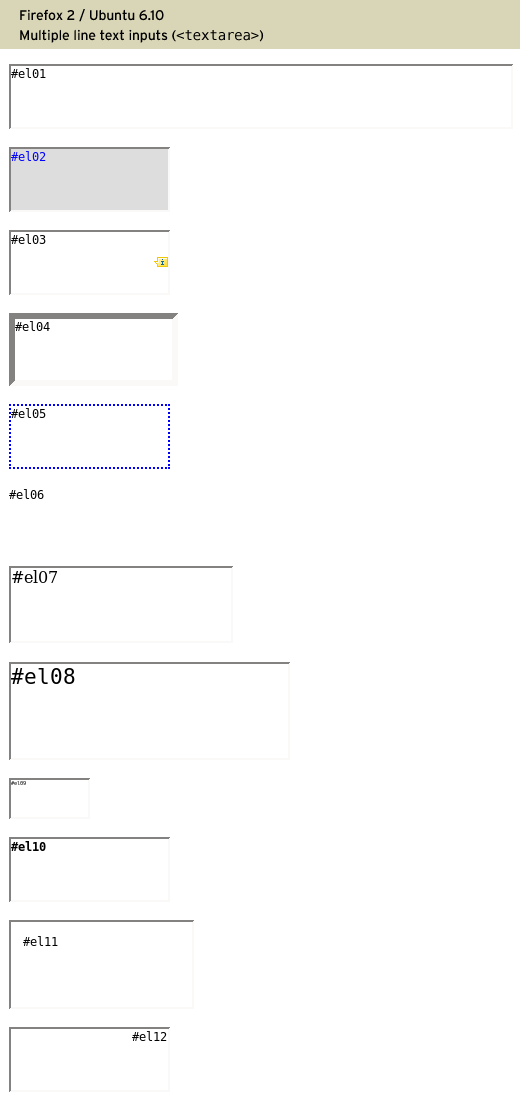 Firefox 2 / Ubuntu 6.10
Multiple line text inputs (<textarea>)
#el01
#el02
#el03
#el04
#el05
#el06
#el07
#el08
#el09
#el10
#el11
#el12